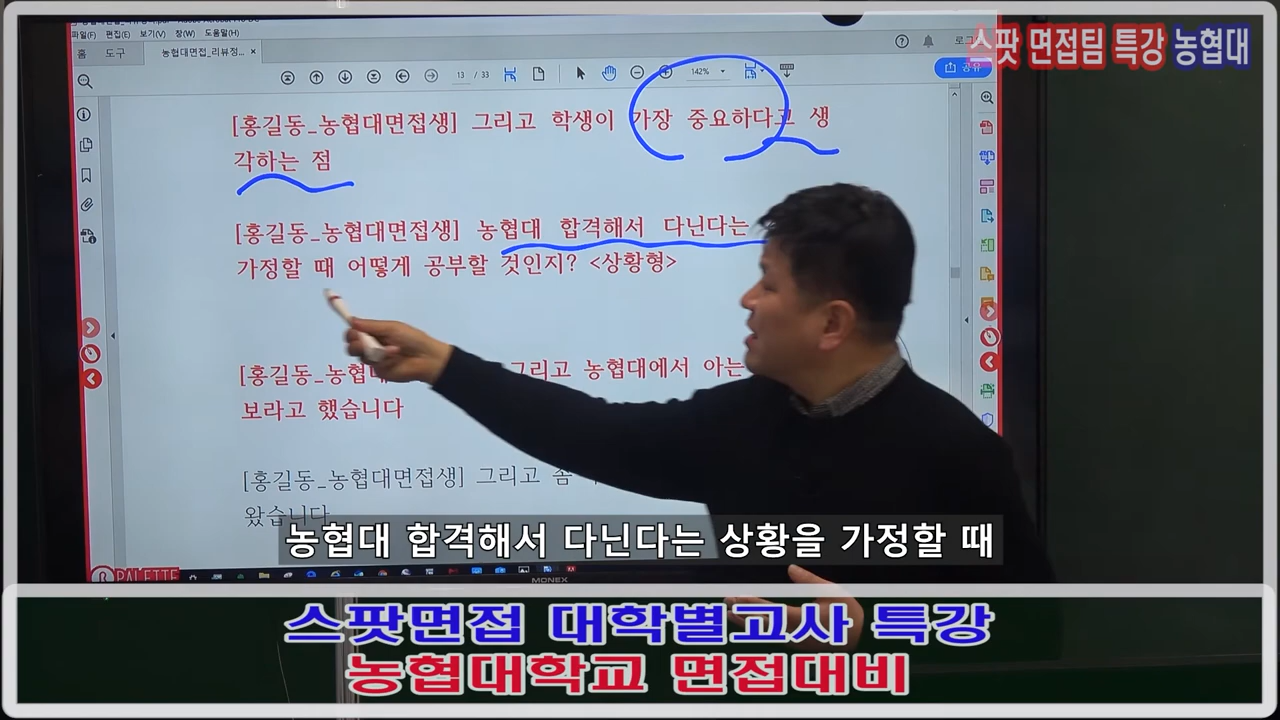 파일(F) 편집(E) 보기(V) 창(W) 도움말(H)
홈 도구 농협대면접_리뷰정... ×
스팟 면접팀 특강 농협대
13 / 33 142%
공유
[홍길동_농협대면접생] 그리고 학생이 가장 중요하다고 생
각하는 점
[홍길동_농협대면접생] 농협대 합격해서 다닌다는
가정할 때 어떻게 공부할 것인지? <상황형>
[홍길동_농협대 그리고 농협대에서 아는
보라고 했습니다
[홍길동_농협대면접생] 그리고 좀
왔습니다
농협대 합격해서 다닌다는 상황을 가정할 때
PALETTE
MONEX
스팟면접 대학별고사 특강
농협대학교 면접대비